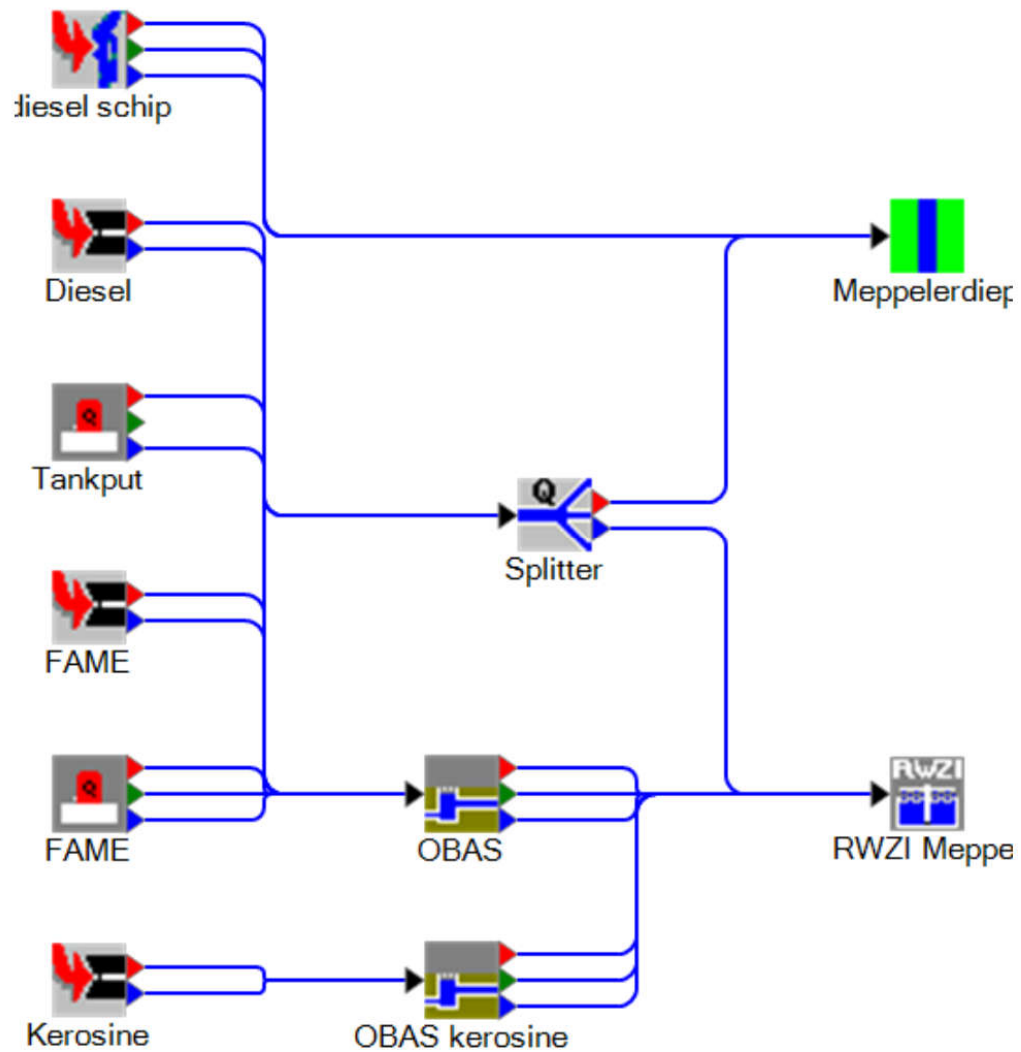 diesel schip
Diesel
Meppelerdiep
Q
Tankput
Q
Splitter
FAME
Q
FAME
OBAS
RWZI
RWZI Meppe
Kerosine
OBAS kerosine